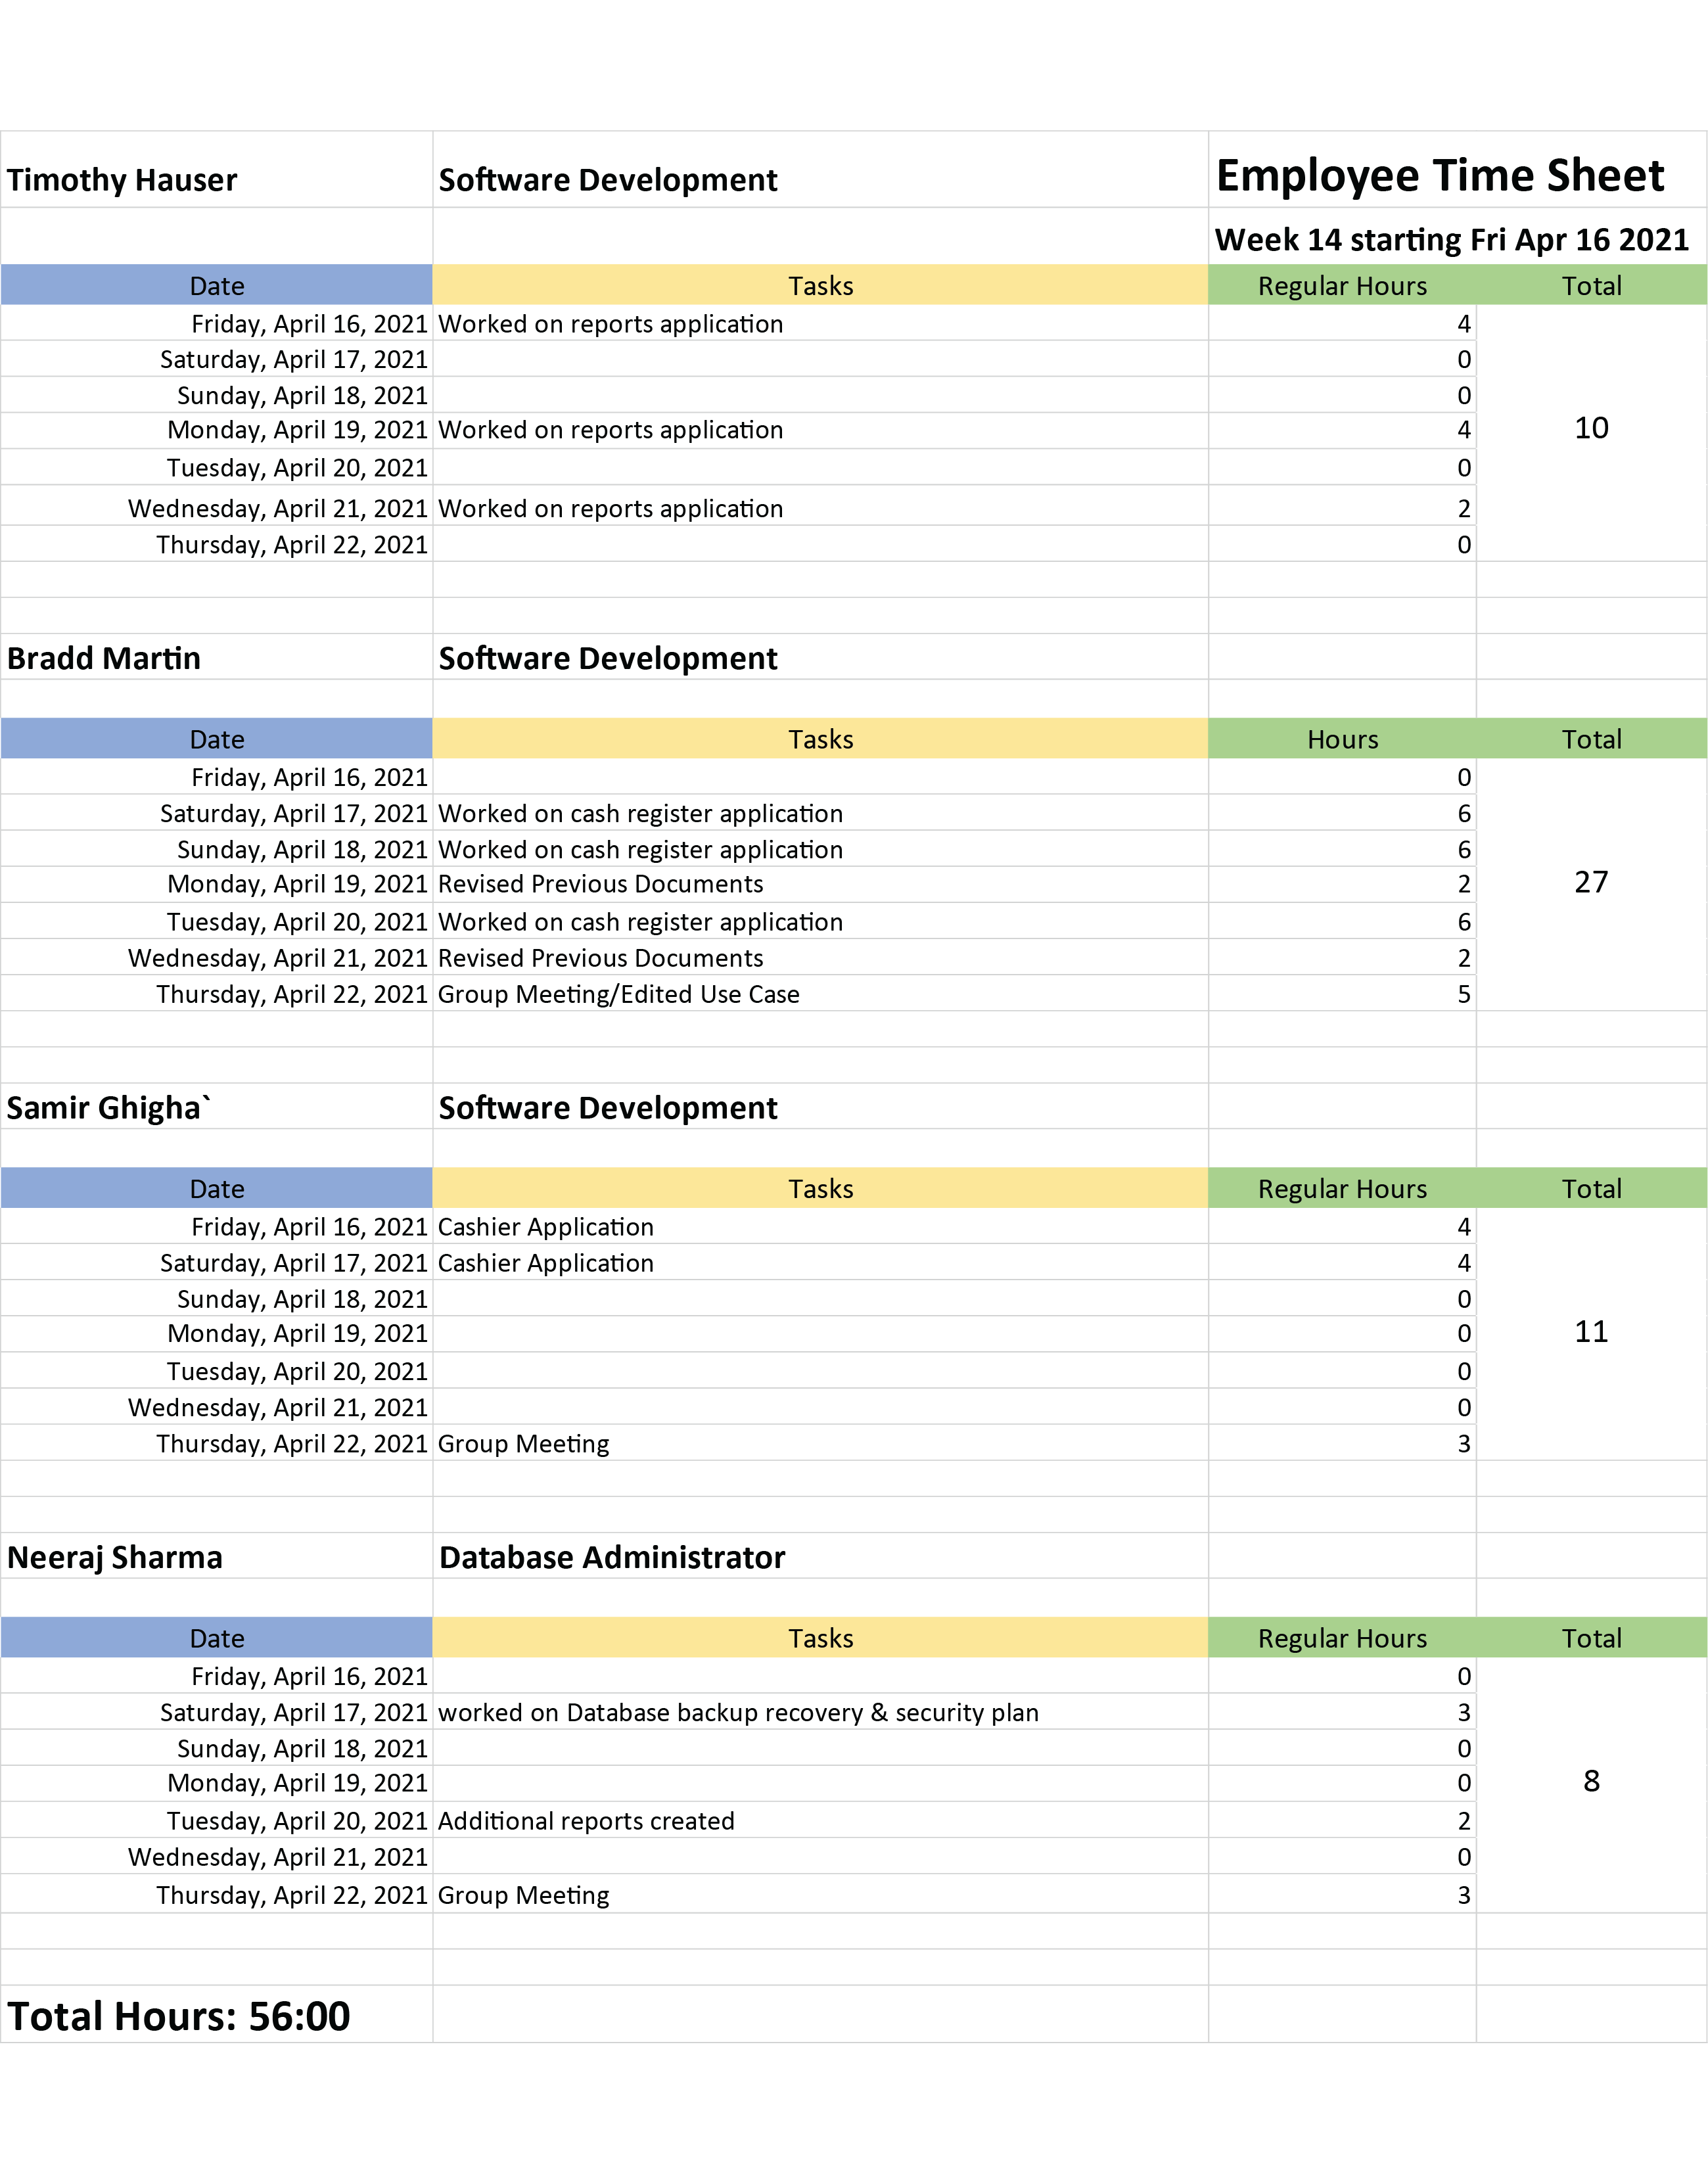 Timothy Hauser Software Development Employee Time Sheet
Week 14 starting Fri Apr 16 2021
Date Tasks Regular Hours Total
Friday, April 16, 2021 Worked on reports application 4
Saturday, April 17, 2021 0
Sunday, April 18, 2021 0
Monday, April 19, 2021 Worked on reports application 4 10
Tuesday, April 20, 2021 0
Wednesday, April 21, 2021 Worked on reports application 2
Thursday, April 22, 2021 0
Bradd Martin Software Development
Date Tasks Hours Total
Friday, April 16, 2021 0
Saturday, April 17, 2021 Worked on cash register application 6
Sunday, April 18, 2021 Worked on cash register application 6
Monday, April 19, 2021 Revised Previous Documents 2 27
Tuesday, April 20, 2021 Worked on cash register application 6
Wednesday, April 21, 2021 Revised Previous Documents 2
Thursday, April 22, 2021 Group Meeting/Edited Use Case 5
Samir Ghigha` Software Development
Date Tasks Regular Hours Total
Friday, April 16, 2021 Cashier Application 4
Saturday, April 17, 2021 Cashier Application 4
Sunday, April 18, 2021 0
Monday, April 19, 2021 0 11
Tuesday, April 20, 2021 0
Wednesday, April 21, 2021 0
Thursday, April 22, 2021 Group Meeting 3
Neeraj Sharma Database Administrator
Date Tasks Regular Hours Total
Friday, April 16, 2021 0
Saturday, April 17, 2021 worked on Database backup recovery & security plan 3
Sunday, April 18, 2021 0
Monday, April 19, 2021 0 8
Tuesday, April 20, 2021 Additional reports created 2
Wednesday, April 21, 2021 0
Thursday, April 22, 2021 Group Meeting 3
Total Hours: 56:00